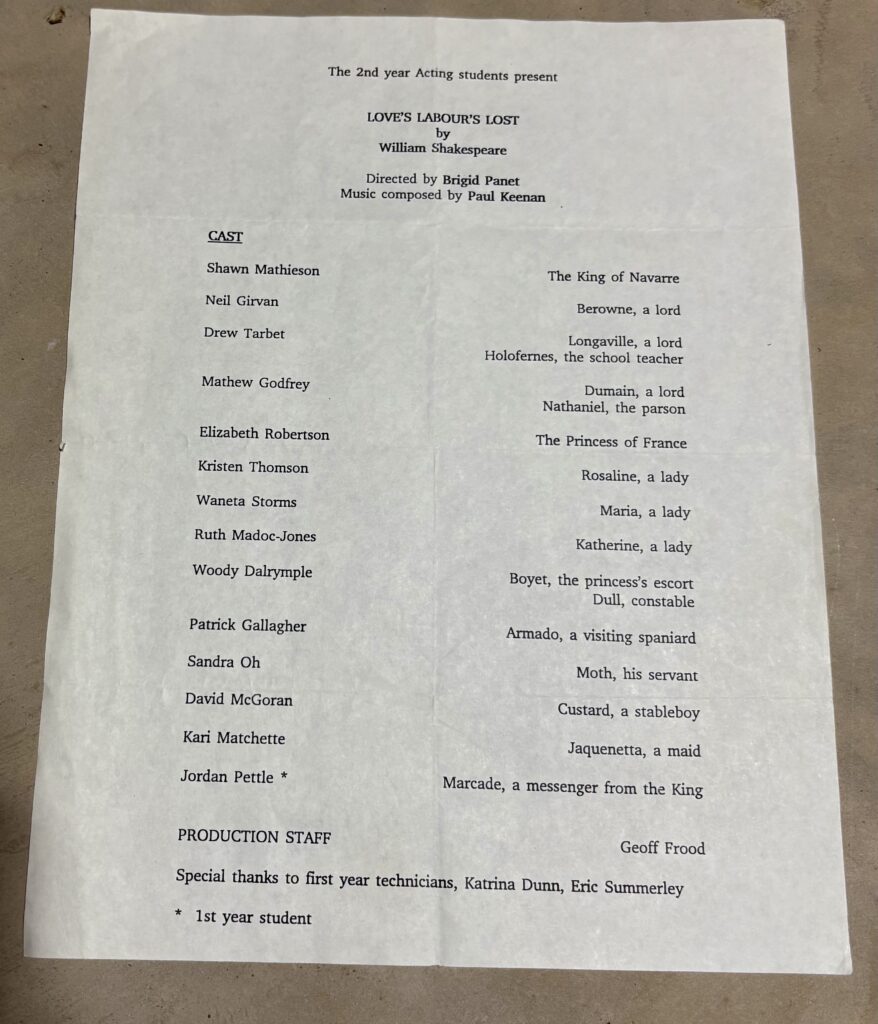 The 2nd year Acting students present
LOVE'S LABOUR'S LOST
by
William Shakespeare
Directed by Brigid Panet
Music composed by Paul Keenan
CAST
Shawn Mathieson The King of Navarre
Neil Girvan Berowne, a lord
Drew Tarbet Longaville, a lord
Holofernes, the school teacher
Mathew Godfrey Dumain, a lord
Nathaniel, the parson
Elizabeth Robertson The Princess of France
Kristen Thomson Rosaline, a lady
Waneta Storms Maria, a lady
Ruth Madoc-Jones Katherine, a lady
Woody Dalrymple Boyet, the princess's escort
Dull, constable
Patrick Gallagher Armado, a visiting spaniard
Sandra Oh Moth, his servant
David McGoran Custard, a stableboy
Kari Matchette Jaquenetta, a maid
Jordan Pettle * Marcade, a messenger from the King
PRODUCTION STAFF Geoff Frood
Special thanks to first year technicians, Katrina Dunn, Eric Summerley
* 1st year student